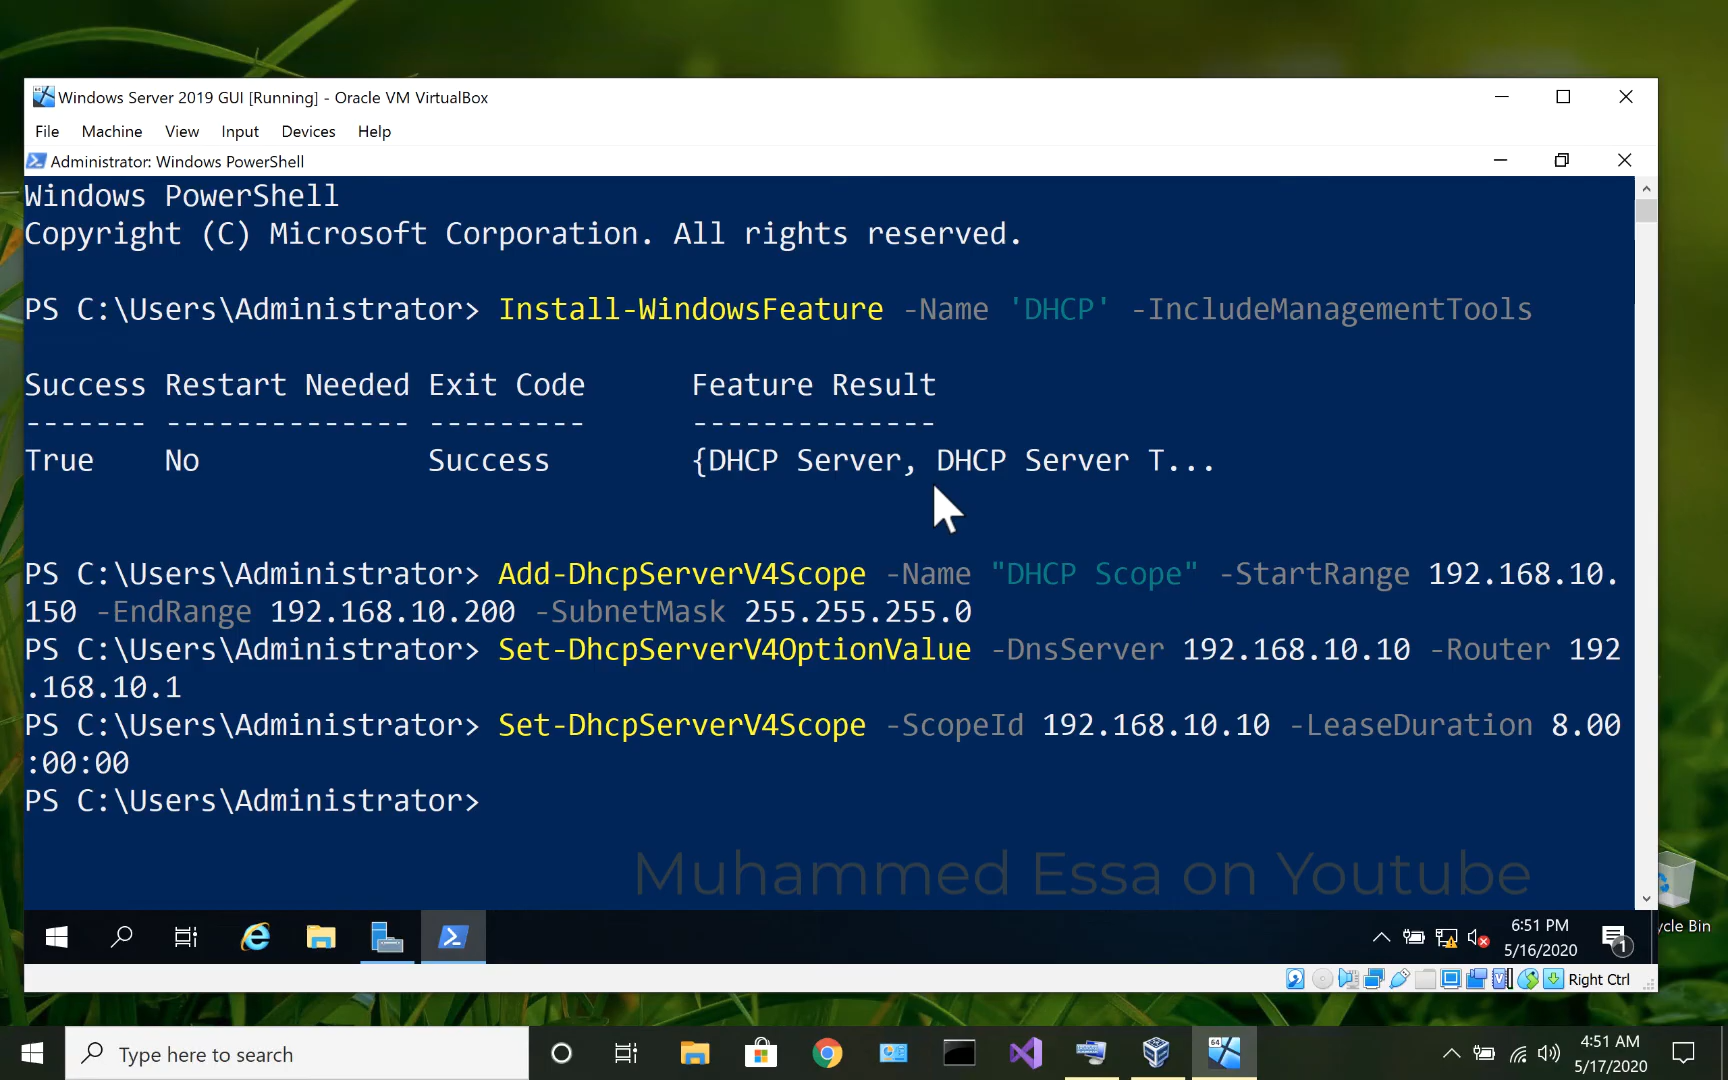 Windows Server 2019 GUI [Running] - Oracle VM VirtualBox
File Machine View Input Devices Help
Administrator: Windows PowerShell
Windows PowerShell
Copyright (C) Microsoft Corporation. All rights reserved.
PS C:\Users\Administrator> Install-WindowsFeature -Name 'DHCP' -IncludeManagementTools
Success Restart Needed Exit Code Feature Result
------- -------------- --------- --------------
True No Success {DHCP Server, DHCP Server T...
PS C:\Users\Administrator> Add-DhcpServerV4Scope -Name "DHCP Scope" -StartRange 192.168.10.
150 -EndRange 192.168.10.200 -SubnetMask 255.255.255.0
PS C:\Users\Administrator> Set-DhcpServerV4OptionValue -DnsServer 192.168.10.10 -Router 192
.168.10.1
PS C:\Users\Administrator> Set-DhcpServerV4Scope -ScopeId 192.168.10.10 -LeaseDuration 8.00
:00:00
PS C:\Users\Administrator>
Muhammed Essa on Youtube
6:51 PM
5/16/2020
1
ycle Bin
Right Ctrl
Type here to search
64
4:51 AM
5/17/2020